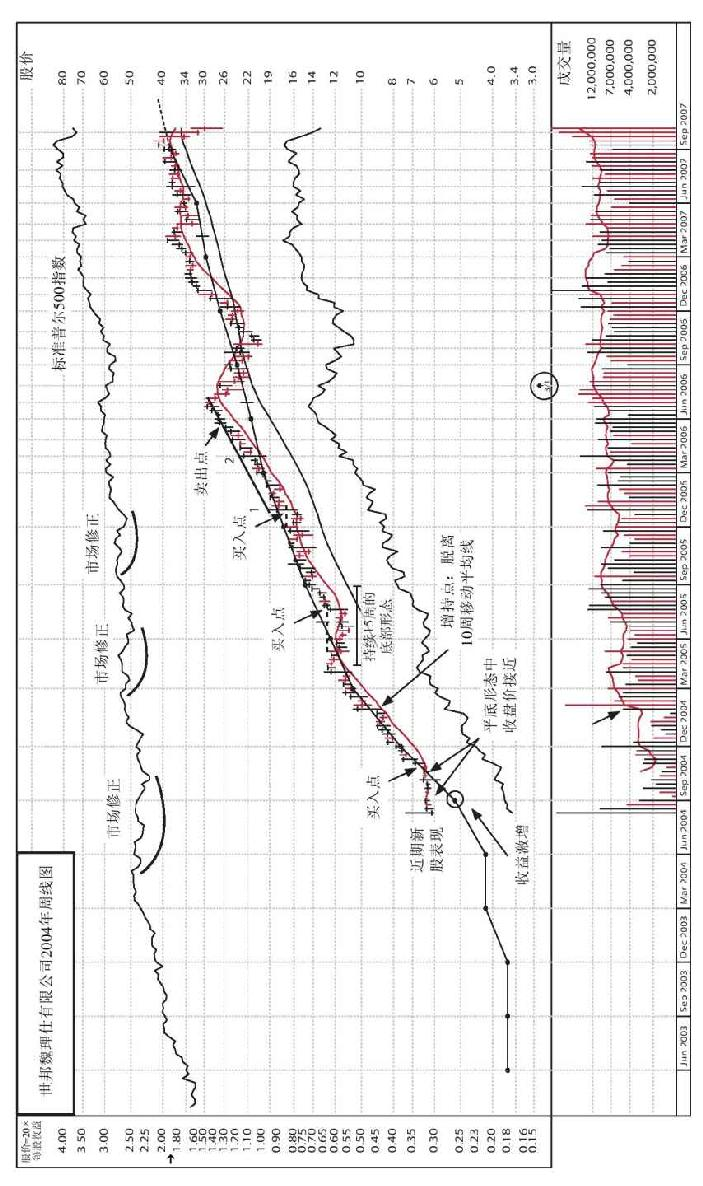 世邦魏理仕有限公司2004年周线图
股价=20×
每股收益
4.00
3.50
3.00
2.50
2.25
2.00
1.80
1.60
1.50
1.40
1.30
1.20
1.10
1.00
0.90
0.80
0.75
0.70
0.65
0.60
0.55
0.50
0.45
0.40
0.35
0.30
0.25
0.23
0.20
0.18
0.16
0.15
股价
80
70
60
50
40
34
30
26
22
19
16
14
12
10
8
7
6
5
4.0
3.4
3.0
标准普尔500指数
市场修正
市场修正
市场修正
卖出点
2
1
买入点
买入点
持续15周的
底部形态
增持点：脱离
10周移动平均线
平底形态中
收盘价接近
买入点
近期新
股表现
收益激增
成交量
12,000,000
7,000,000
4,000,000
2,000,000
Jun 2003
Sep 2003
Dec 2003
Mar 2004
Jun 2004
Sep 2004
Dec 2004
Mar 2005
Jun 2005
Sep 2005
Dec 2005
Mar 2006
Jun 2006
Sep 2006
Dec 2006
Mar 2007
Jun 2007
Sep 2007